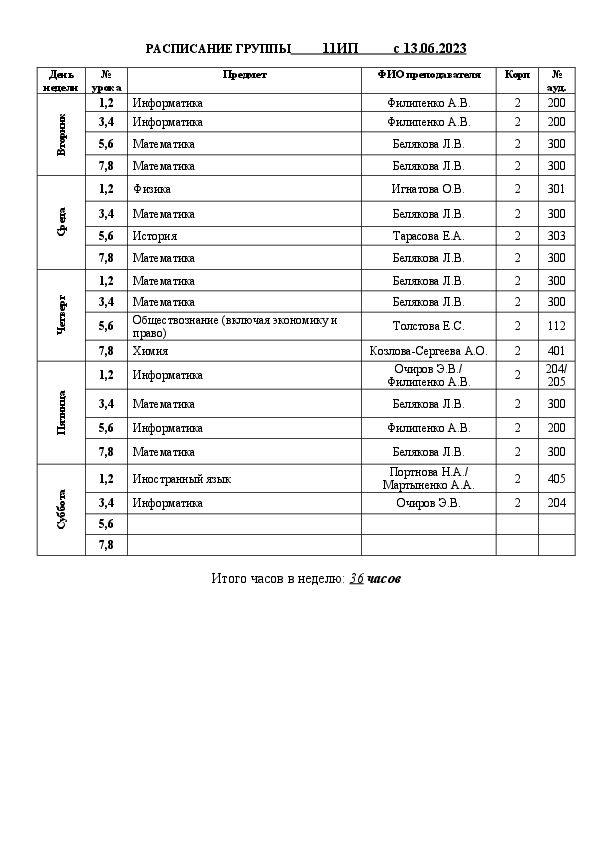 РАСПИСАНИЕ ГРУППЫ 11ИП с 13.06.2023
День недели № урока Предмет ФИО преподавателя Корп № ауд.
Вторник
1,2 Информатика Филипенко А.В. 2 200
3,4 Информатика Филипенко А.В. 2 200
5,6 Математика Белякова Л.В. 2 300
7,8 Математика Белякова Л.В. 2 300
Среда
1,2 Физика Игнатова О.В. 2 301
3,4 Математика Белякова Л.В. 2 300
5,6 История Тарасова Е.А. 2 303
7,8 Математика Белякова Л.В. 2 300
Четверг
1,2 Математика Белякова Л.В. 2 300
3,4 Математика Белякова Л.В. 2 300
5,6 Обществознание (включая экономику и право) Толстова Е.С. 2 112
7,8 Химия Козлова-Сергеева А.О. 2 401
Пятница
1,2 Информатика Очиров Э.В./ Филипенко А.В. 2 204/ 205
3,4 Математика Белякова Л.В. 2 300
5,6 Информатика Филипенко А.В. 2 200
7,8 Математика Белякова Л.В. 2 300
Суббота
1,2 Иностранный язык Портнова Н.А./ Мартыненко А.А. 2 405
3,4 Информатика Очиров Э.В. 2 204
5,6
7,8
Итого часов в неделю: 36 часов